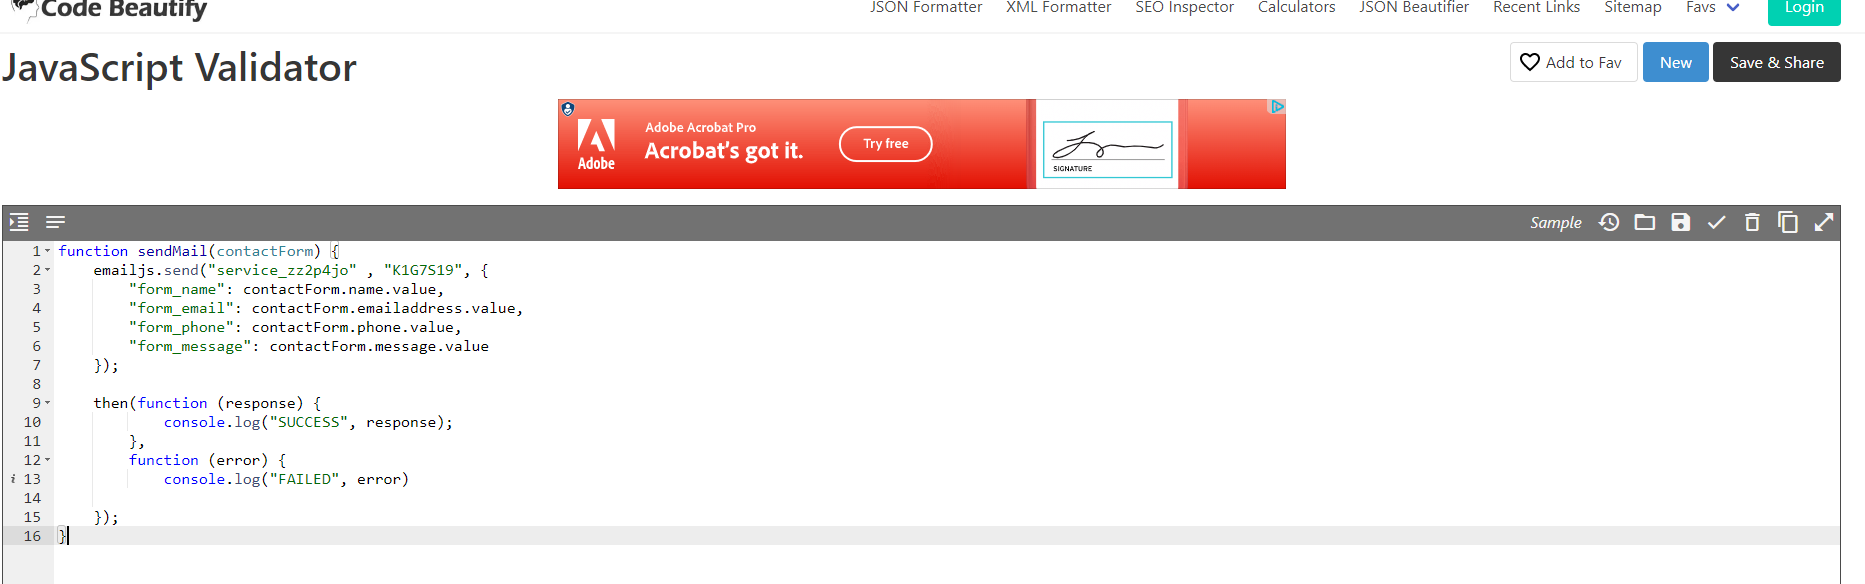 Code Beautify
JSON Formatter XML Formatter SEO Inspector Calculators JSON Beautifier Recent Links Sitemap Favs Login
JavaScript Validator
Add to Fav New Save & Share
Adobe
Adobe Acrobat Pro
Acrobat's got it.
Try free
SIGNATURE
Sample
1 function sendMail(contactForm) {
2     emailjs.send("service_zz2p4jo" , "K1G7S19", {
3         "form_name": contactForm.name.value,
4         "form_email": contactForm.emailaddress.value,
5         "form_phone": contactForm.phone.value,
6         "form_message": contactForm.message.value
7     });
8
9     then(function (response) {
10             console.log("SUCCESS", response);
11         },
12         function (error) {
i 13             console.log("FAILED", error)
14
15     });
16 }